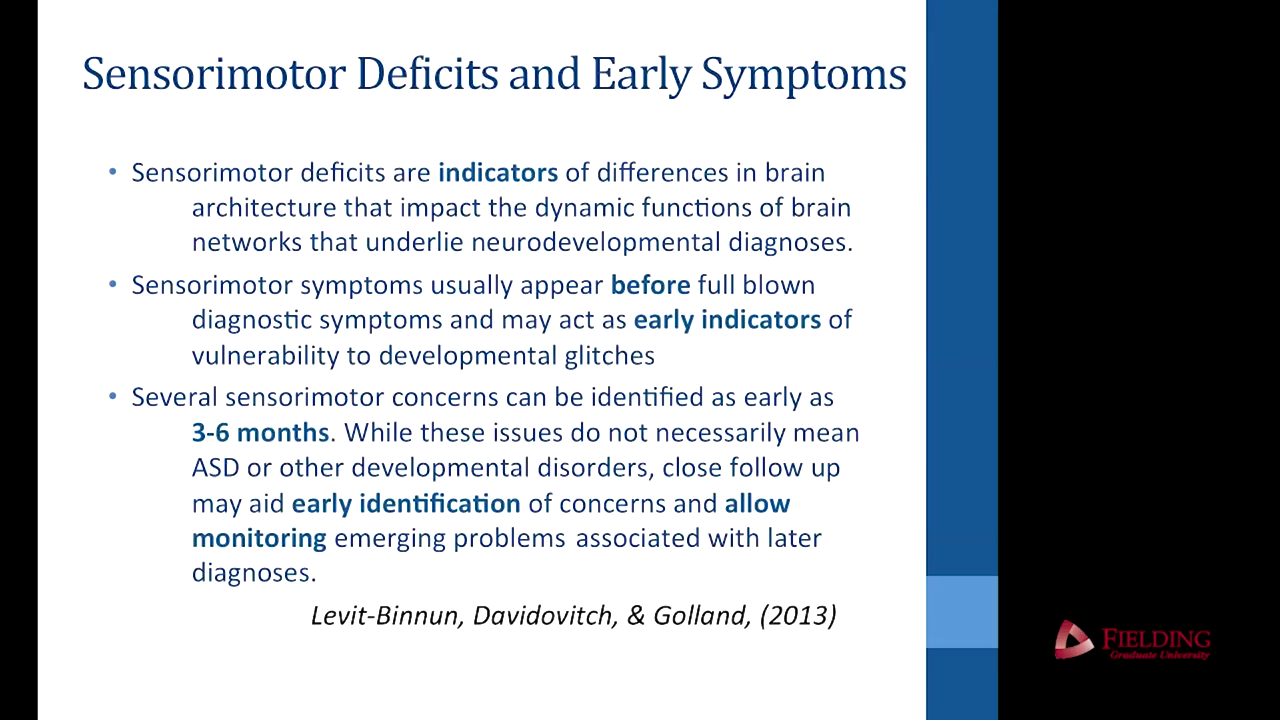 Sensorimotor Deficits and Early Symptoms
• Sensorimotor deficits are indicators of differences in brain
architecture that impact the dynamic functions of brain
networks that underlie neurodevelopmental diagnoses.
• Sensorimotor symptoms usually appear before full blown
diagnostic symptoms and may act as early indicators of
vulnerability to developmental glitches
• Several sensorimotor concerns can be identified as early as
3-6 months. While these issues do not necessarily mean
ASD or other developmental disorders, close follow up
may aid early identification of concerns and allow
monitoring emerging problems associated with later
diagnoses.
Levit-Binnun, Davidovitch, & Golland, (2013)
FIELDING
Graduate University